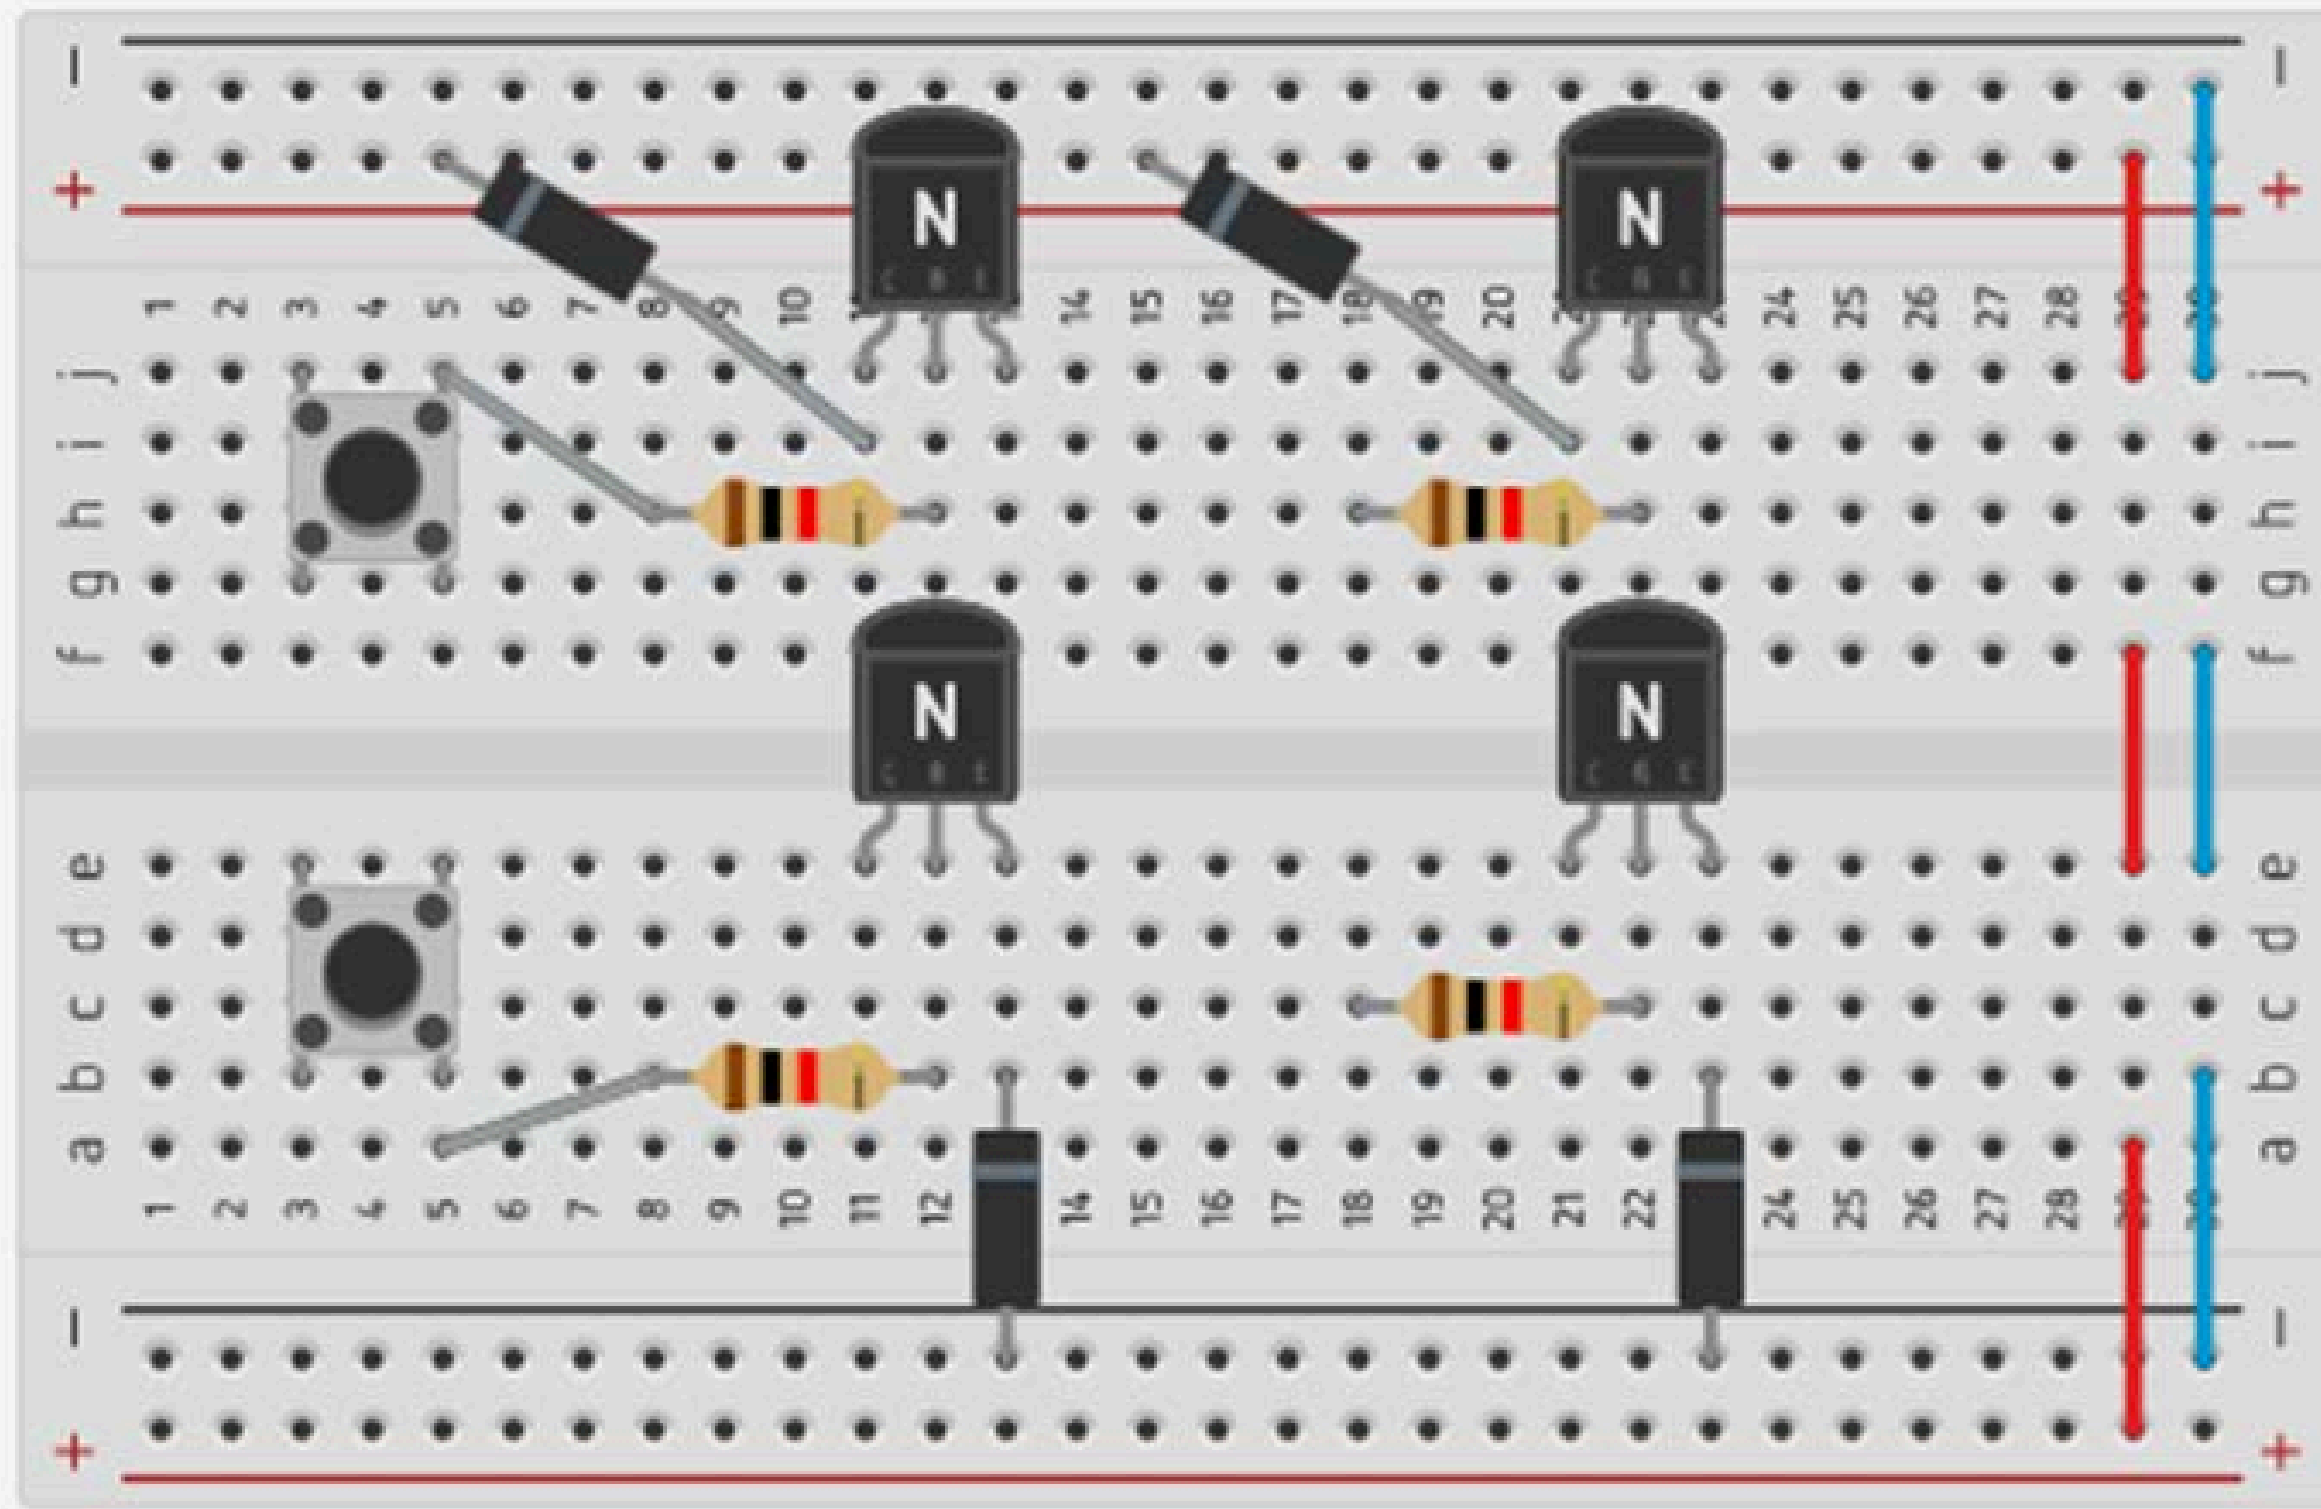 − −
+ +
N N
C B E C B E
1 2 3 4 5 6 7 8 9 10 14 15 16 17 18 19 20 24 25 26 27 28
j j
i i
h h
g g
f f
N N
C B E C B E
e e
d d
c c
b b
a a
1 2 3 4 5 6 7 8 9 10 11 12 14 15 16 17 18 19 20 21 22 24 25 26 27 28
− −
+ +